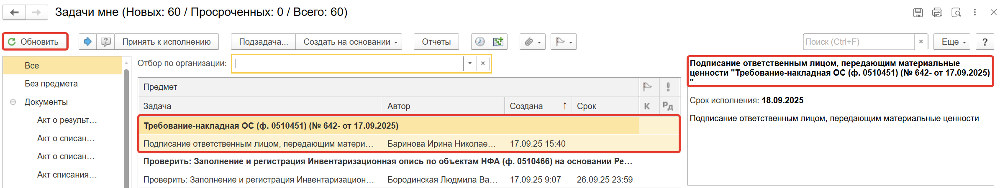 Задачи мне (Новых: 60 / Просроченных: 0 / Всего: 60)
Обновить
?
Принять к исполнению
Подзадача...
Создать на основании
Отчеты
Поиск (Ctrl+F)
×
Еще
?
Все
Без предмета
Документы
Акт о результ...
Акт о списан...
Акт о списан...
Акт списания...
Отбор по организации:
×
Предмет
Задача Автор Создана ↑ Срок К Рд
Требование-накладная ОС (ф. 0510451) (№ 642- от 17.09.2025)
Подписание ответственным лицом, передающим матери... Баринова Ирина Николае... 17.09.25 15:40
Проверить: Заполнение и регистрация Инвентаризационная опись по объектам НФА (ф. 0510466) на основании Ре...
Проверить: Заполнение и регистрация Инвентаризацион... Бородинская Людмила Ва... 17.09.25 9:07 26.09.25 23:59
Подписание ответственным лицом, передающим материальные
ценности "Требование-накладная ОС (ф. 0510451) (№ 642- от 17.09.2025)
"
Срок исполнения: 18.09.2025
Подписание ответственным лицом, передающим материальные ценности